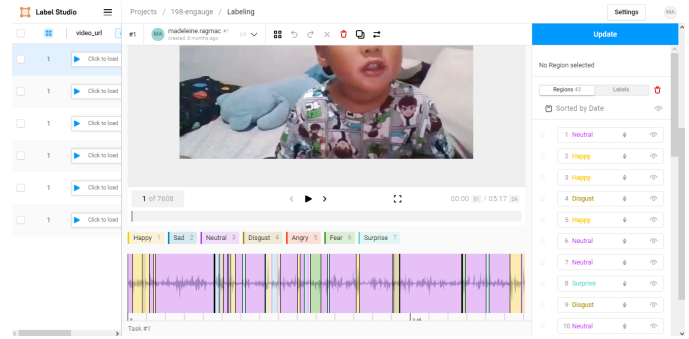 Label Studio
Projects / 198-engauge / Labeling
Settings
MA
video_url
#1
MA
madeleine.ragmac #1
created, 6 months ago
1/1
Update
1 Click to load
1 Click to load
1 Click to load
1 Click to load
1 Click to load
1 Click to load
No Region selected
Regions 43
Labels
Sorted by Date
1 of 7608
00:00 / 05:17
Happy 1
Sad 2
Neutral 3
Disgust 4
Angry 5
Fear 6
Surprise 7
Task #1
1 Neutral
2 Happy
3 Happy
4 Disgust
5 Happy
6 Neutral
7 Neutral
8 Surprise
9 Disgust
10 Neutral